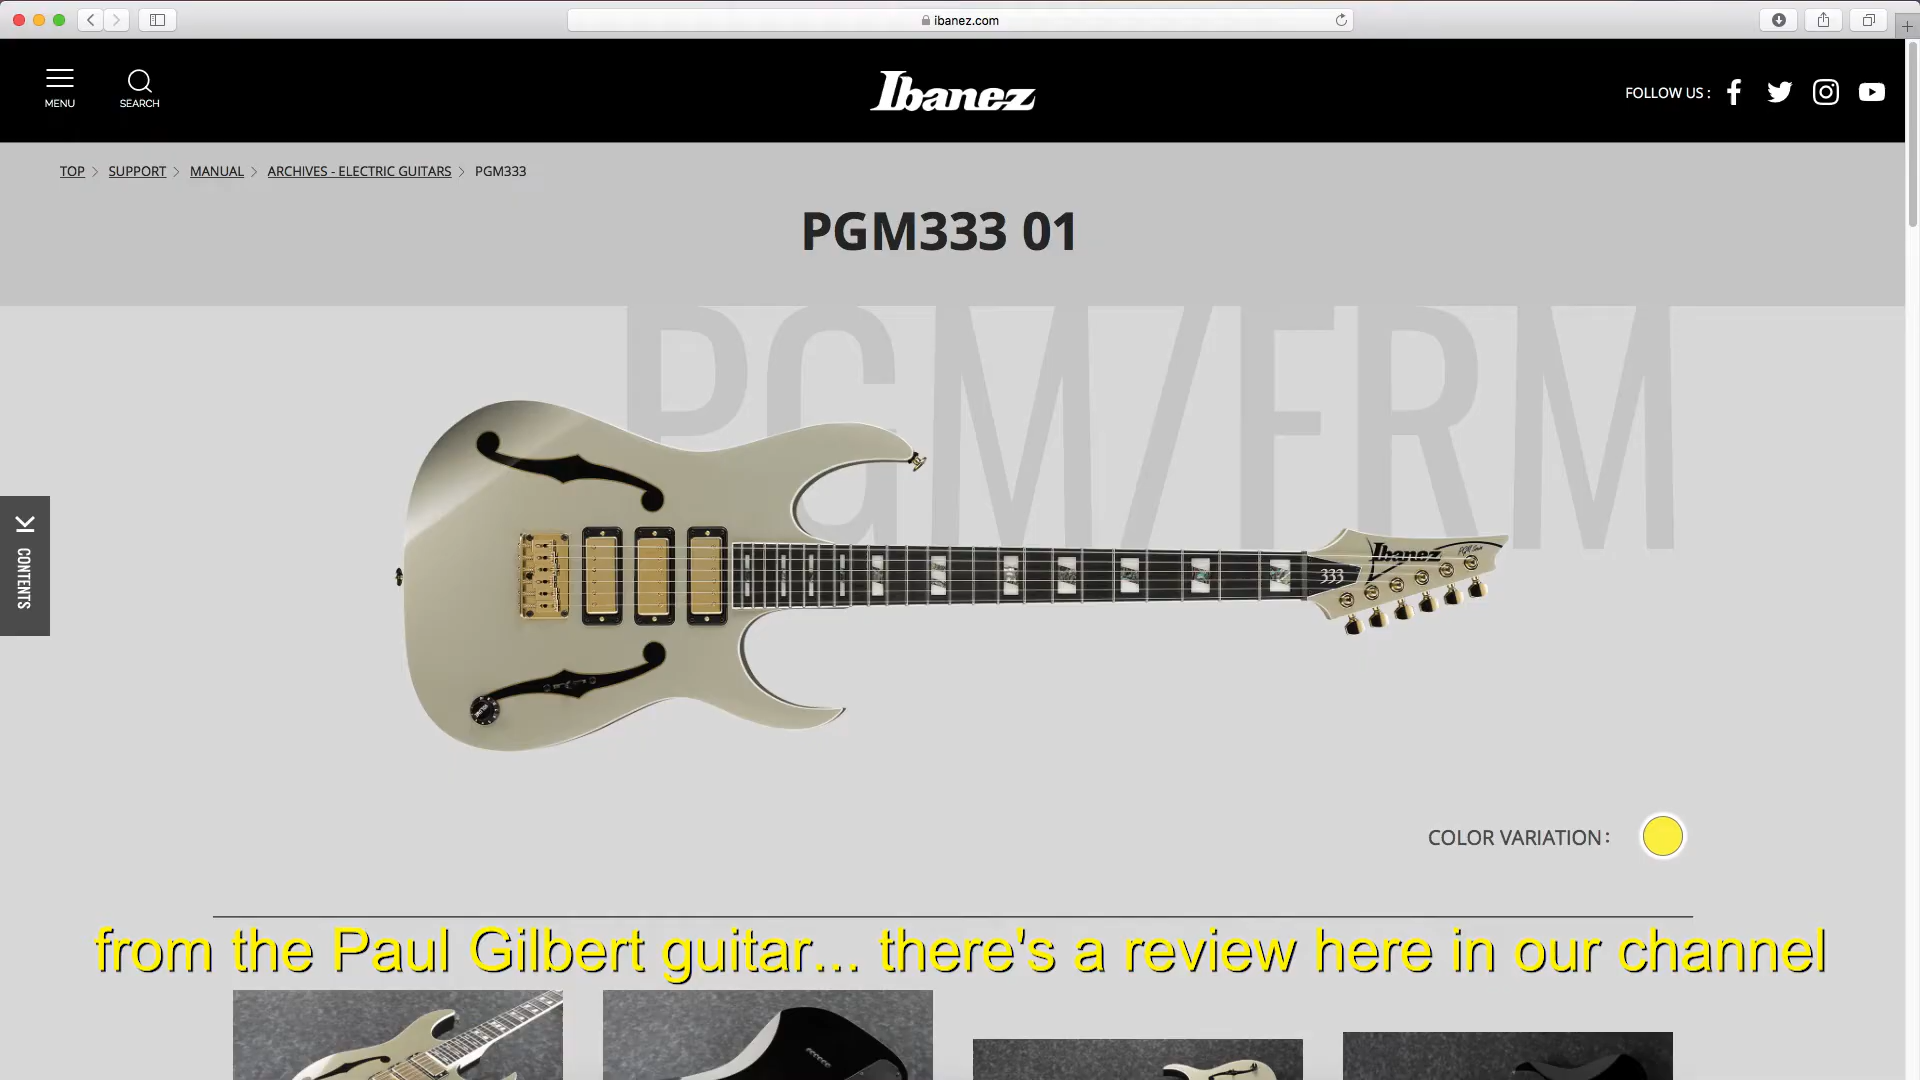 ibanez.com
MENU
SEARCH
Ibanez
FOLLOW US :
TOP > SUPPORT > MANUAL > ARCHIVES - ELECTRIC GUITARS > PGM333
PGM333 01
PGM/FRM
Ibanez
333
CONTENTS
COLOR VARIATION :
from the Paul Gilbert guitar... there's a review here in our channel